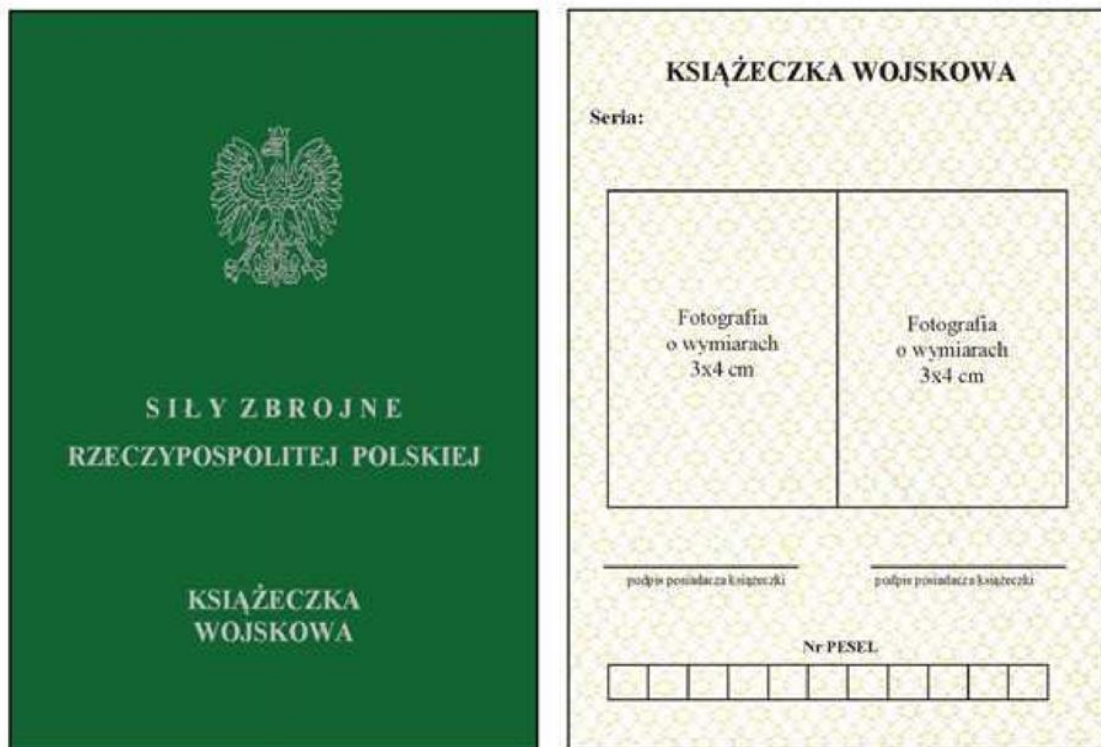 SIŁY ZBROJNE
RZECZYPOSPOLITEJ POLSKIEJ
KSIĄŻECZKA
WOJSKOWA
KSIĄŻECZKA WOJSKOWA
Seria:
Fotografia
o wymiarach
3x4 cm
Fotografia
o wymiarach
3x4 cm
podpis posiadacza książeczki
podpis posiadacza książeczki
Nr PESEL